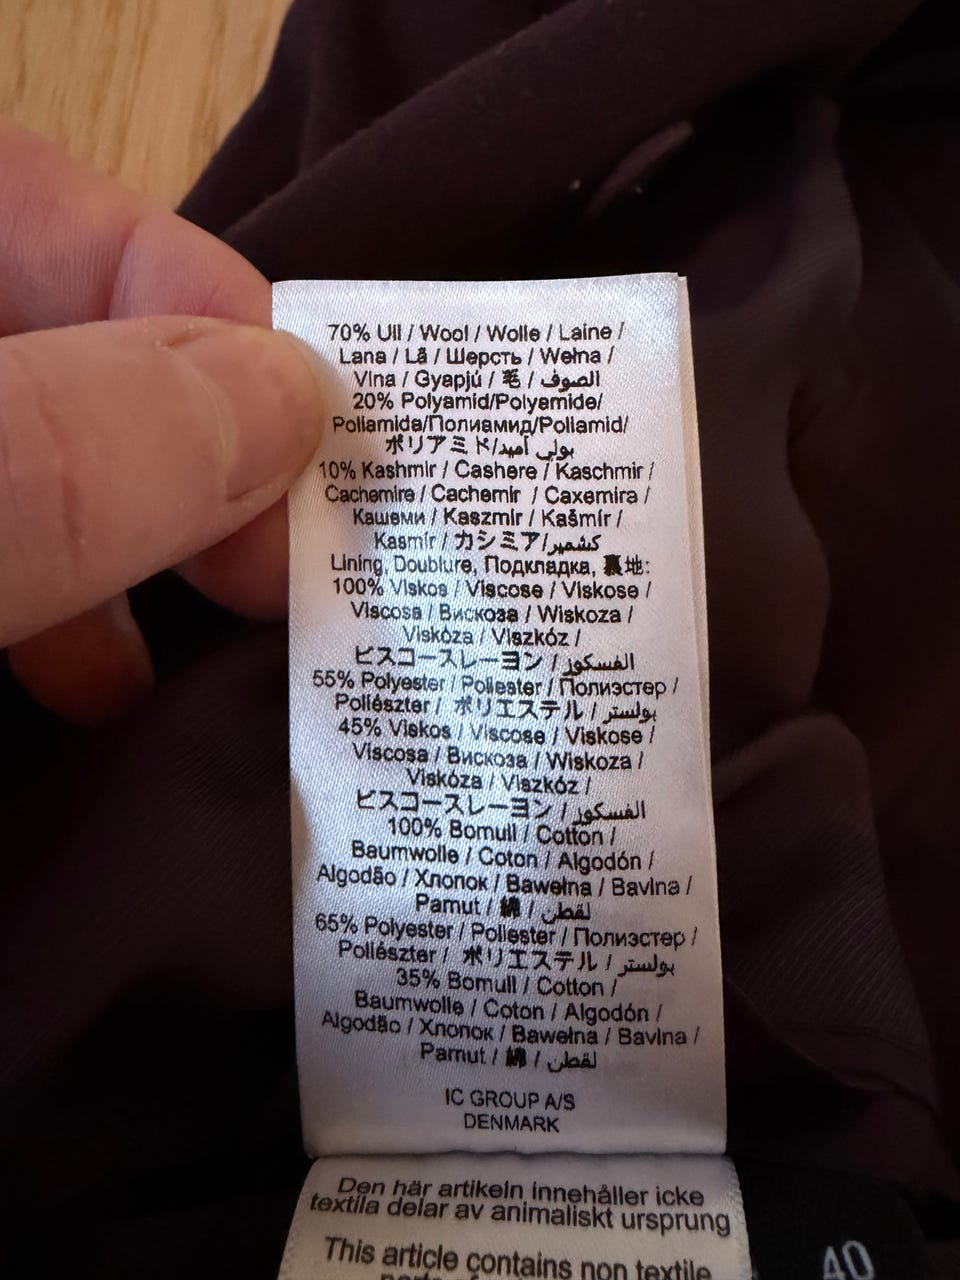 70% Ull / Wool / Wolle / Laine /
Lana / Lã / Шерсть / Wełna /
Vlna / Gyapjú / 毛 / الصوف
20% Polyamid/Polyamide/
Poliamida/Полиамид/Poliamid/
ポリアミド/بولي أميد
10% Kashmir / Cashere / Kaschmir /
Cachemire / Cachemir / Caxemira /
Кашеми / Kaszmir / Kašmír /
Kasmír / カシミア/كشمير
Lining, Doublure, Подкладка, 裏地:
100% Viskos / Viscose / Viskose /
Viscosa / Вискоза / Wiskoza /
Viskóza / Viszkóz /
ビスコースレーヨン / الفسكوز
55% Polyester/ Poliester / Полиэстер /
Poliészter / ポリエステル / بولستر
45% Viskos / Viscose / Viskose /
Viscosa / Вискоза / Wiskoza /
Viskóza / Viszkóz /
ビスコースレーヨン / الفسكوز
100% Bomull / Cotton /
Baumwolle / Coton / Algodón /
Algodão / Хлопок / Bawełna / Bavlna /
Pamut / 綿 / لقطن
65% Polyester / Poliester / Полиэстер /
Poliészter / ポリエステル / بولستر
35% Bomull / Cotton /
Baumwolle / Coton / Algodón /
Algodão / Хлопок / Bawełna / Bavlna /
Pamut / 綿 / لقطن
IC GROUP A/S
DENMARK
Den här artikeln innehåller icke
textila delar av animaliskt ursprung
This article contains non textile
40